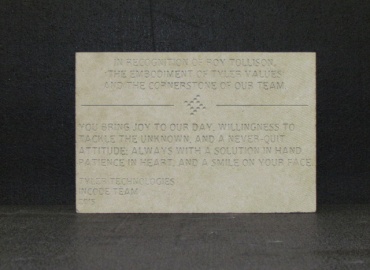 IN RECOGNITION OF ROY TOLLISON,
THE EMBODIMENT OF TYLER VALUES
AND THE CORNERSTONE OF OUR TEAM
YOU BRING JOY TO OUR DAY, WILLINGNESS TO
TACKLE THE UNKNOWN, AND A NEVER-QUIT
ATTITUDE; ALWAYS WITH A SOLUTION IN HAND,
PATIENCE IN HEART, AND A SMILE ON YOUR FACE.
TYLER TECHNOLOGIES
INCODE TEAM